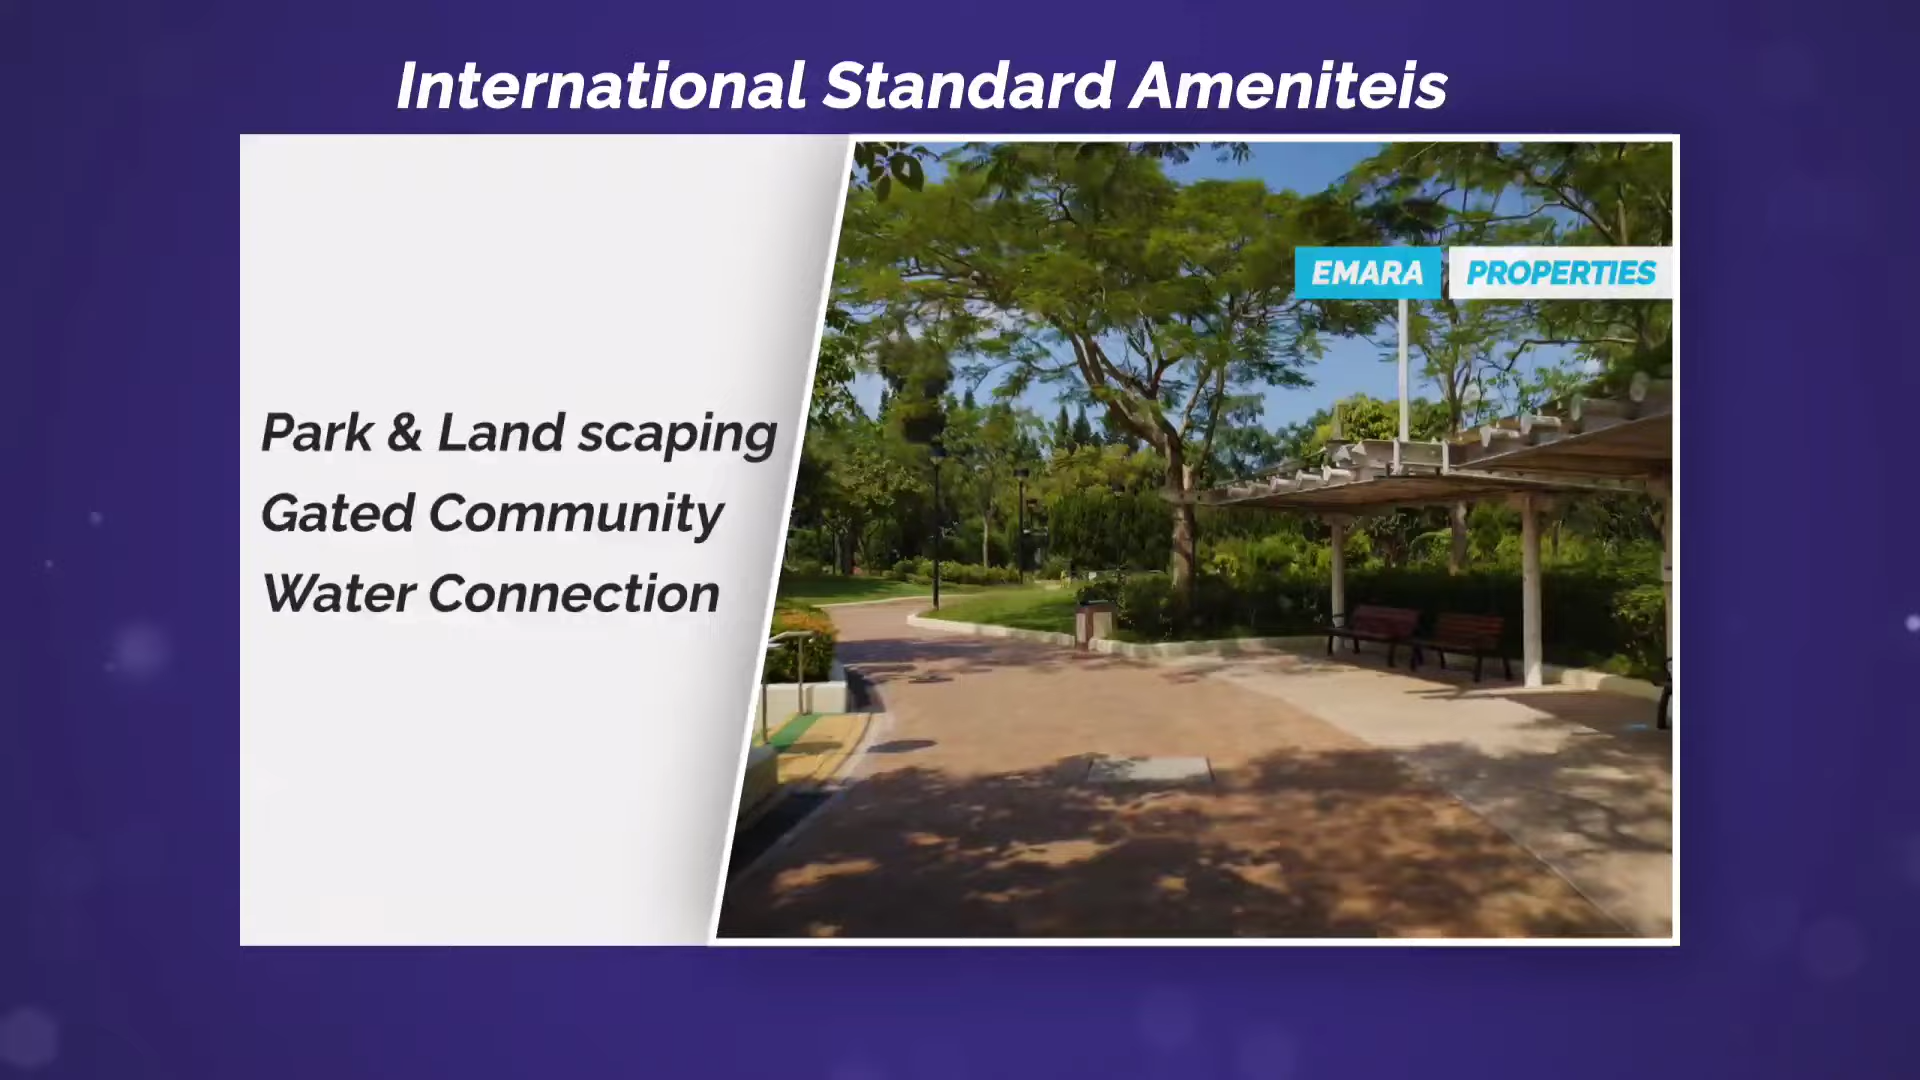 International Standard Ameniteis
EMARA PROPERTIES
Park & Land scaping
Gated Community
Water Connection